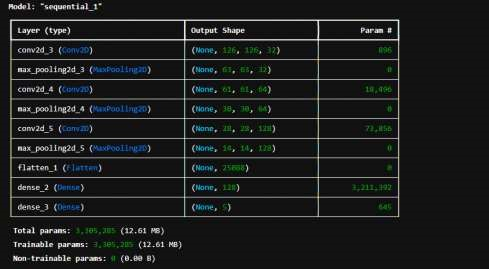 Model: "sequential_1"
Layer (type) Output Shape Param #
conv2d_3 (Conv2D) (None, 126, 126, 32) 896
max_pooling2d_3 (MaxPooling2D) (None, 63, 63, 32) 0
conv2d_4 (Conv2D) (None, 61, 61, 64) 18,496
max_pooling2d_4 (MaxPooling2D) (None, 30, 30, 64) 0
conv2d_5 (Conv2D) (None, 28, 28, 128) 73,856
max_pooling2d_5 (MaxPooling2D) (None, 14, 14, 128) 0
flatten_1 (Flatten) (None, 25088) 0
dense_2 (Dense) (None, 128) 3,211,392
dense_3 (Dense) (None, 5) 645
Total params: 3,305,285 (12.61 MB)
Trainable params: 3,305,285 (12.61 MB)
Non-trainable params: 0 (0.00 B)